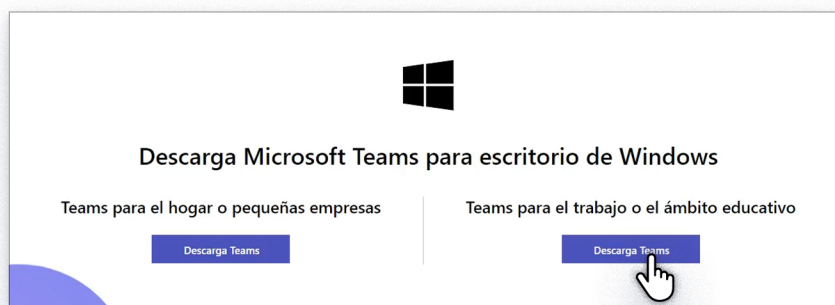 Descarga Microsoft Teams para escritorio de Windows
Teams para el hogar o pequeñas empresas
Descarga Teams
Teams para el trabajo o el ámbito educativo
Descarga Teams